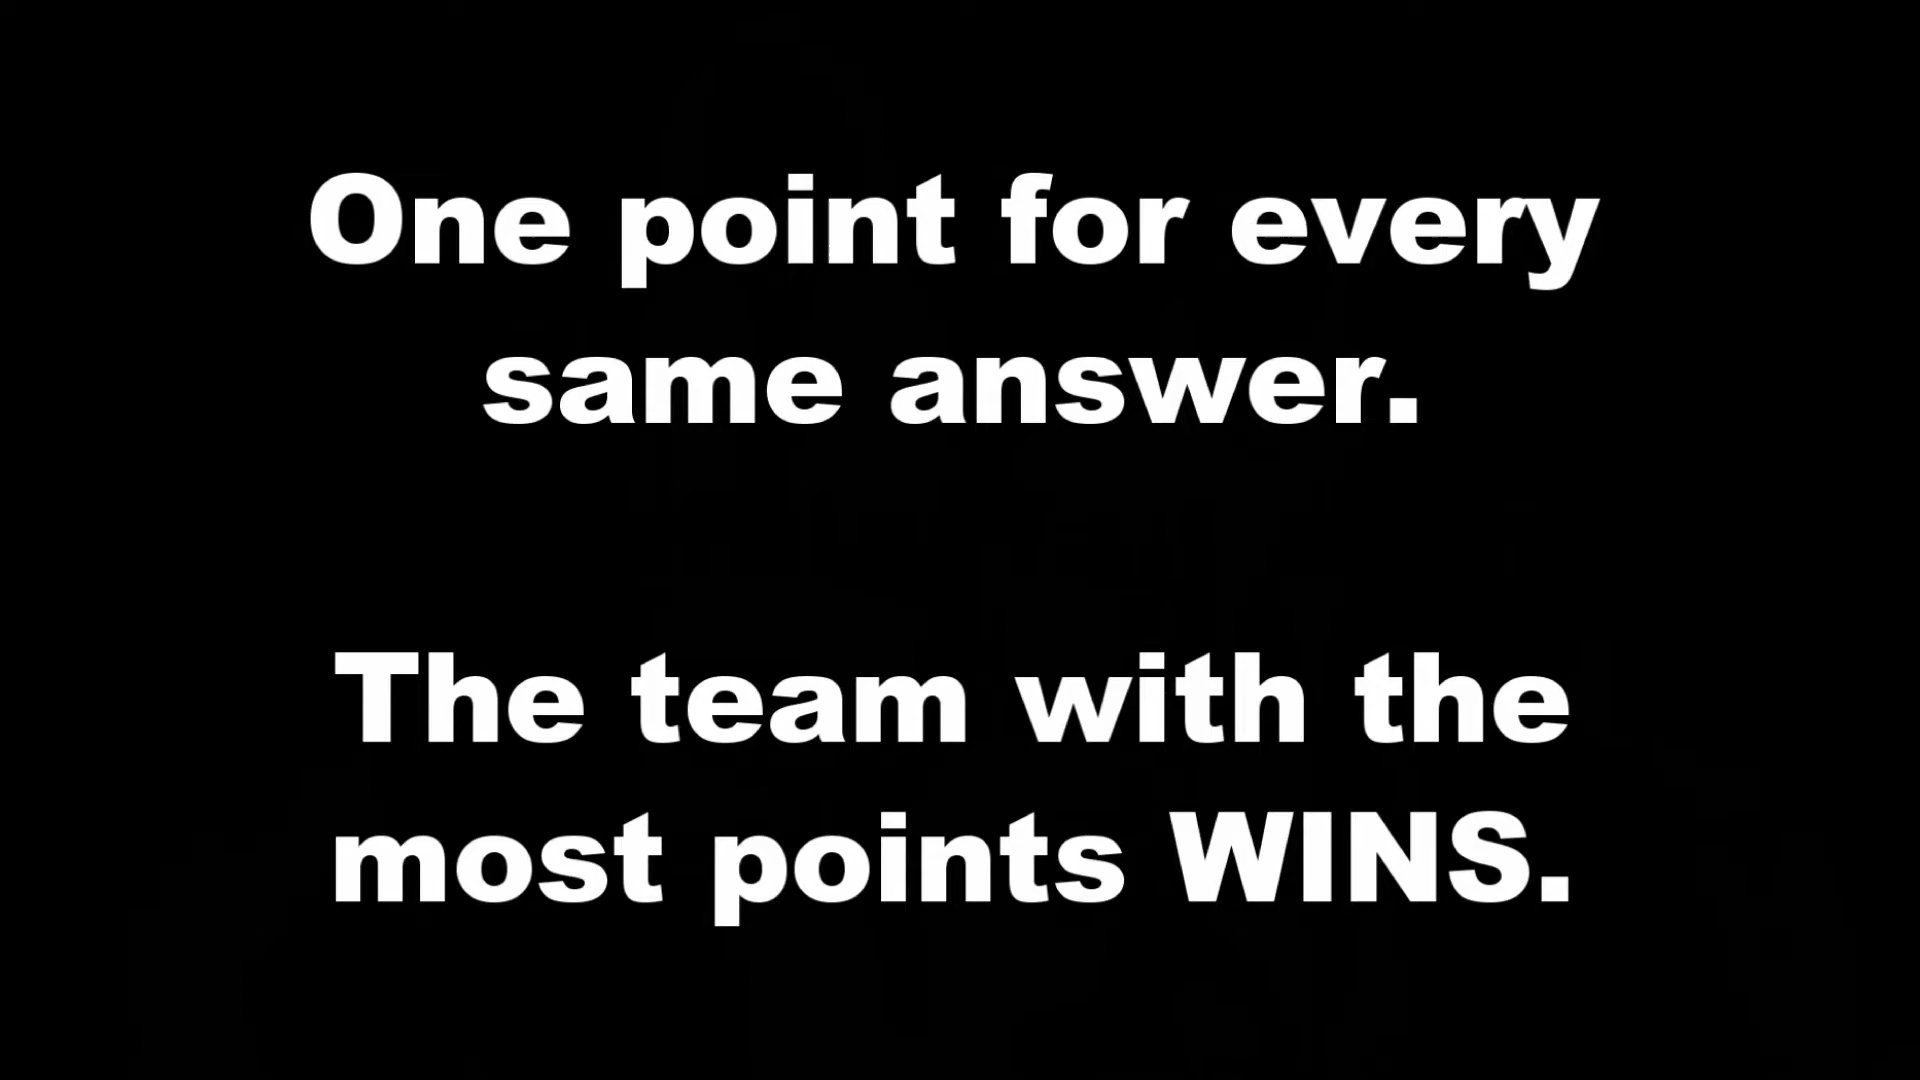 One point for every
same answer.
The team with the
most points WINS.